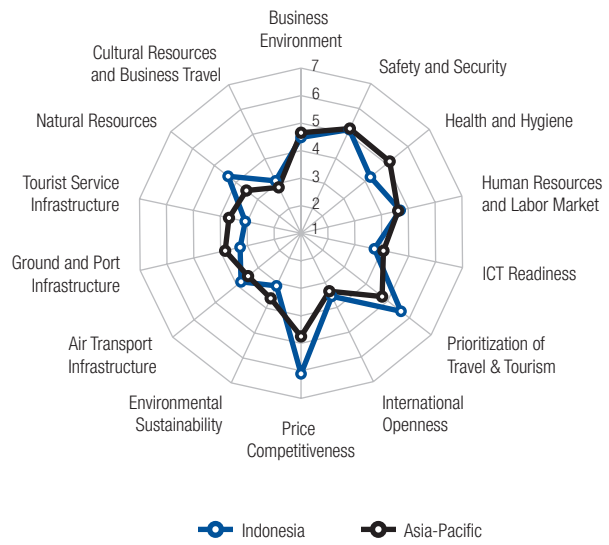 Business
Environment
Cultural Resources
and Business Travel
7
Safety and Security
6
Natural Resources
5
Health and Hygiene
4
3
Tourist Service
Infrastructure
2
Human Resources
and Labor Market
1
Ground and Port
Infrastructure
ICT Readiness
Air Transport
Infrastructure
Prioritization of
Travel & Tourism
Environmental
Sustainability
International
Openness
Price
Competitiveness
Indonesia
Asia-Pacific